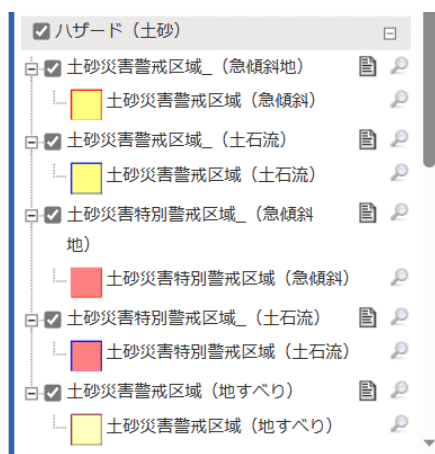 ハザード（土砂）
土砂災害警戒区域_（急傾斜地）
土砂災害警戒区域（急傾斜）
土砂災害警戒区域_（土石流）
土砂災害警戒区域（土石流）
土砂災害特別警戒区域_（急傾斜
地）
土砂災害特別警戒区域（急傾斜）
土砂災害特別警戒区域_（土石流）
土砂災害特別警戒区域（土石流）
土砂災害警戒区域（地すべり）
土砂災害警戒区域（地すべり）